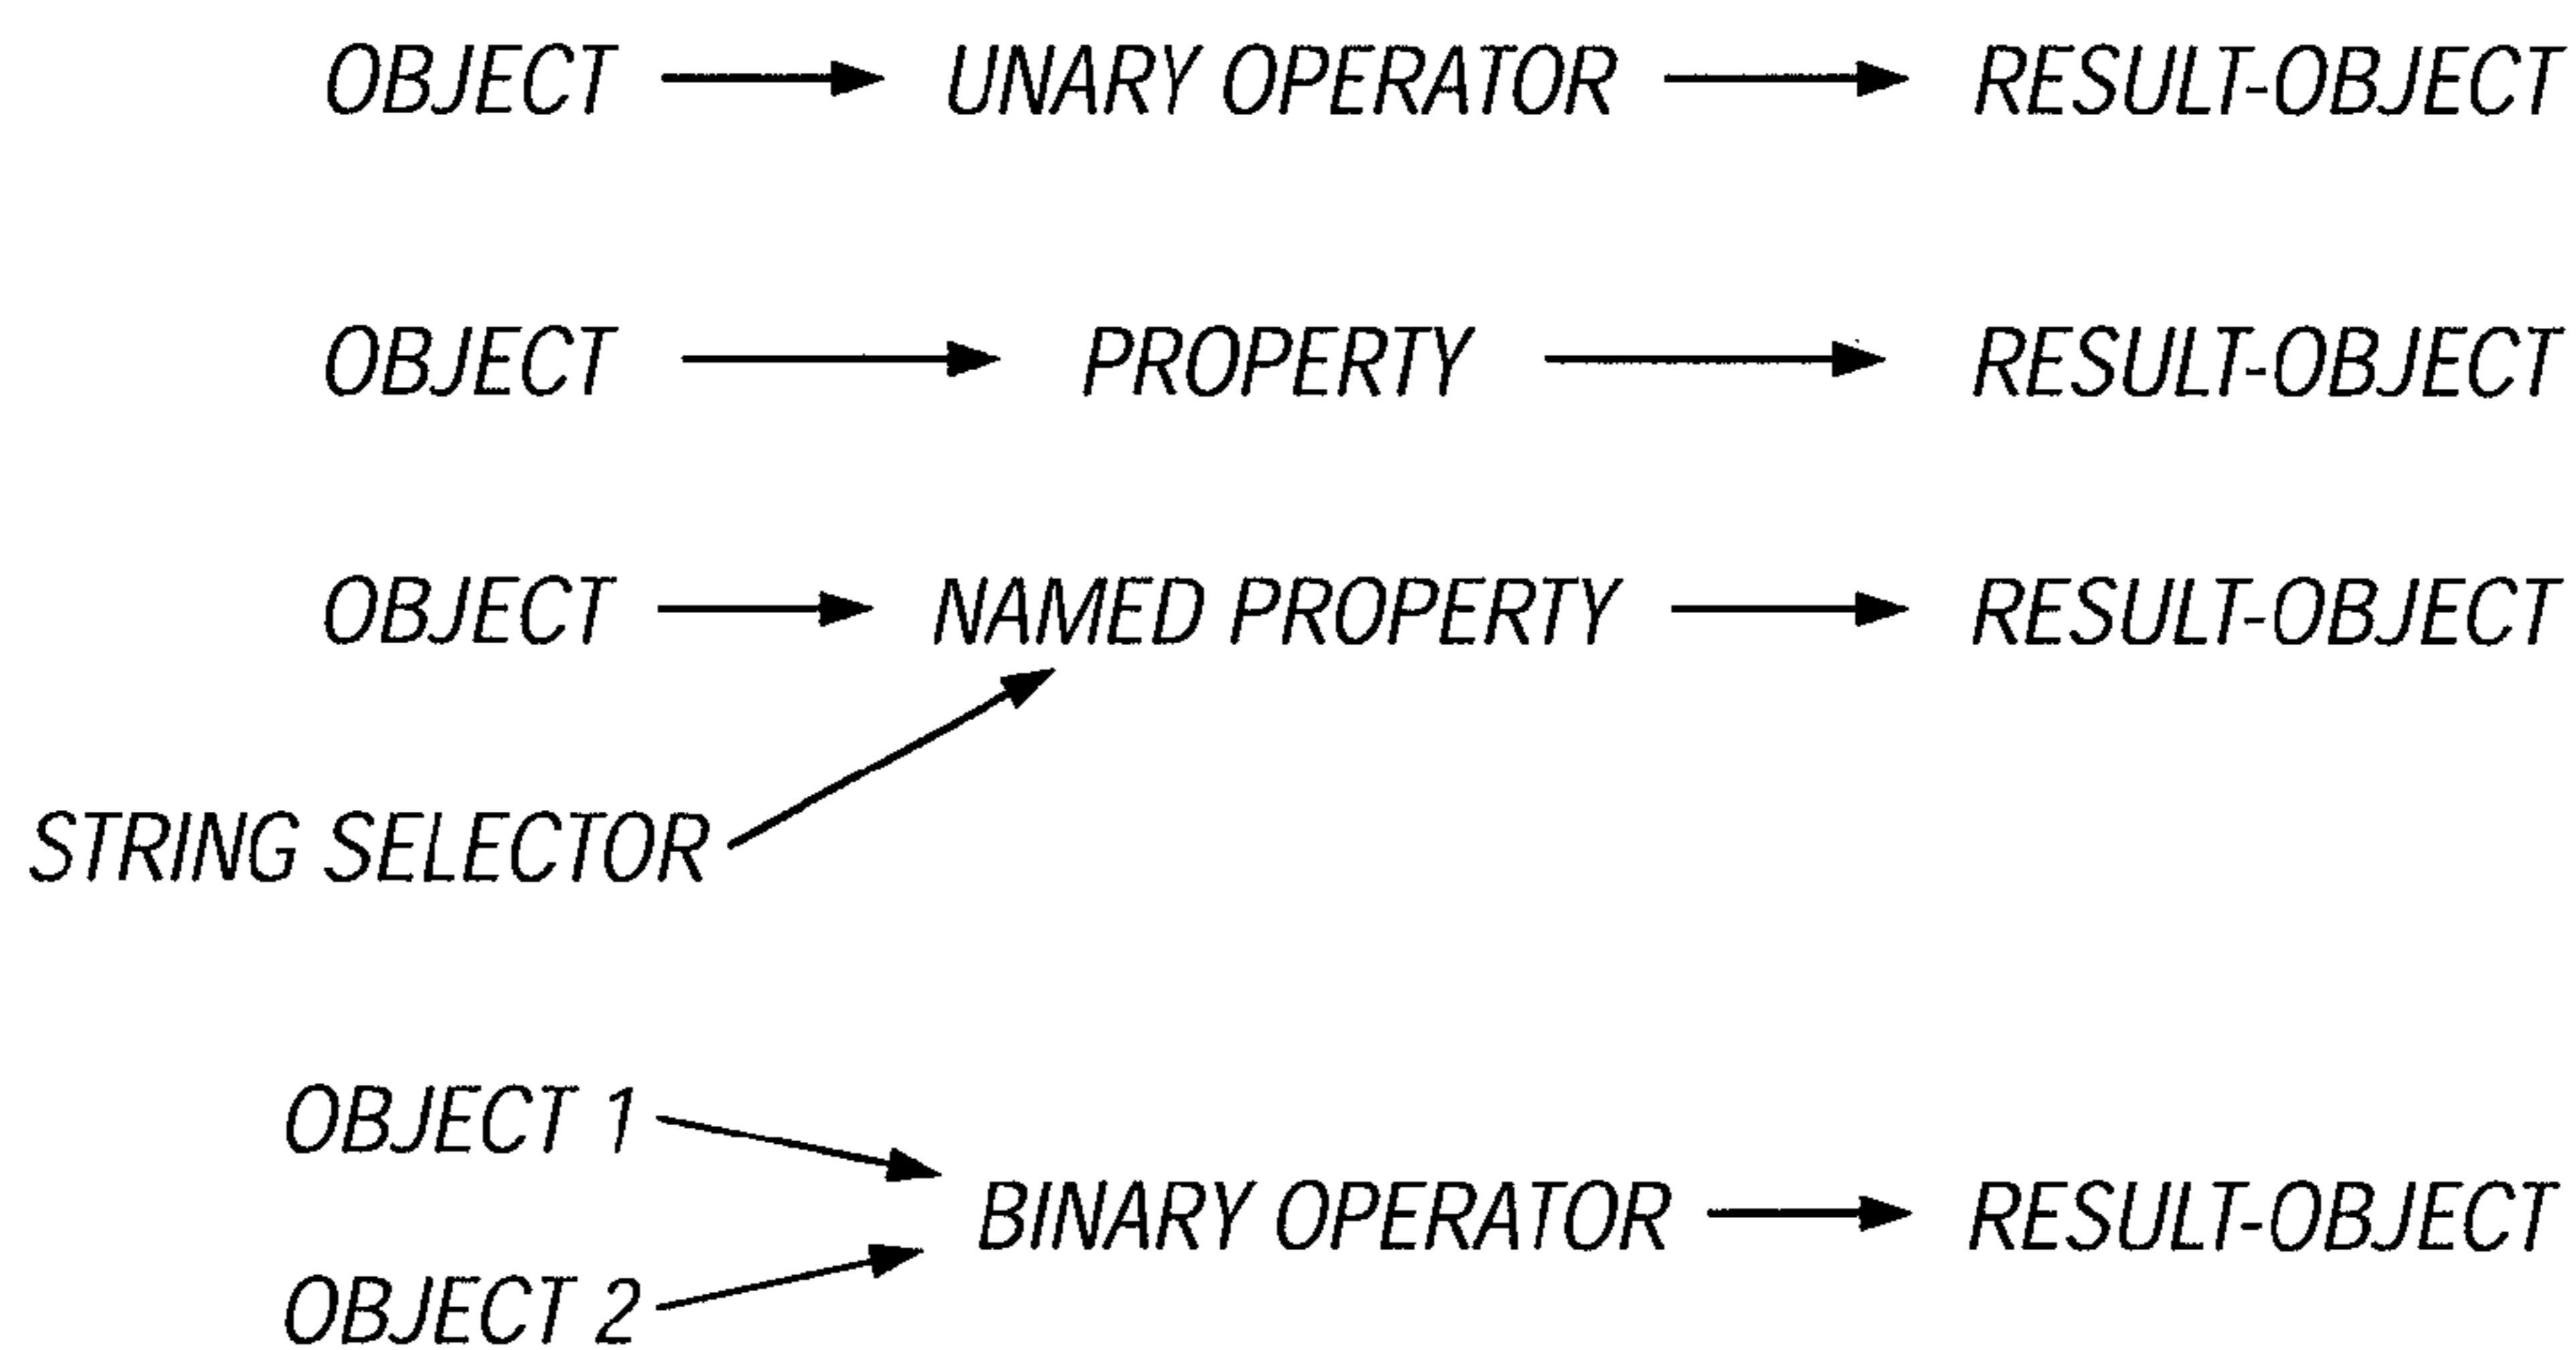 OBJECT UNARY OPERATOR RESULT-OBJECT
OBJECT PROPERTY RESULT-OBJECT
OBJECT NAMED PROPERTY RESULT-OBJECT
STRING SELECTOR
OBJECT 1
BINARY OPERATOR RESULT-OBJECT
OBJECT 2